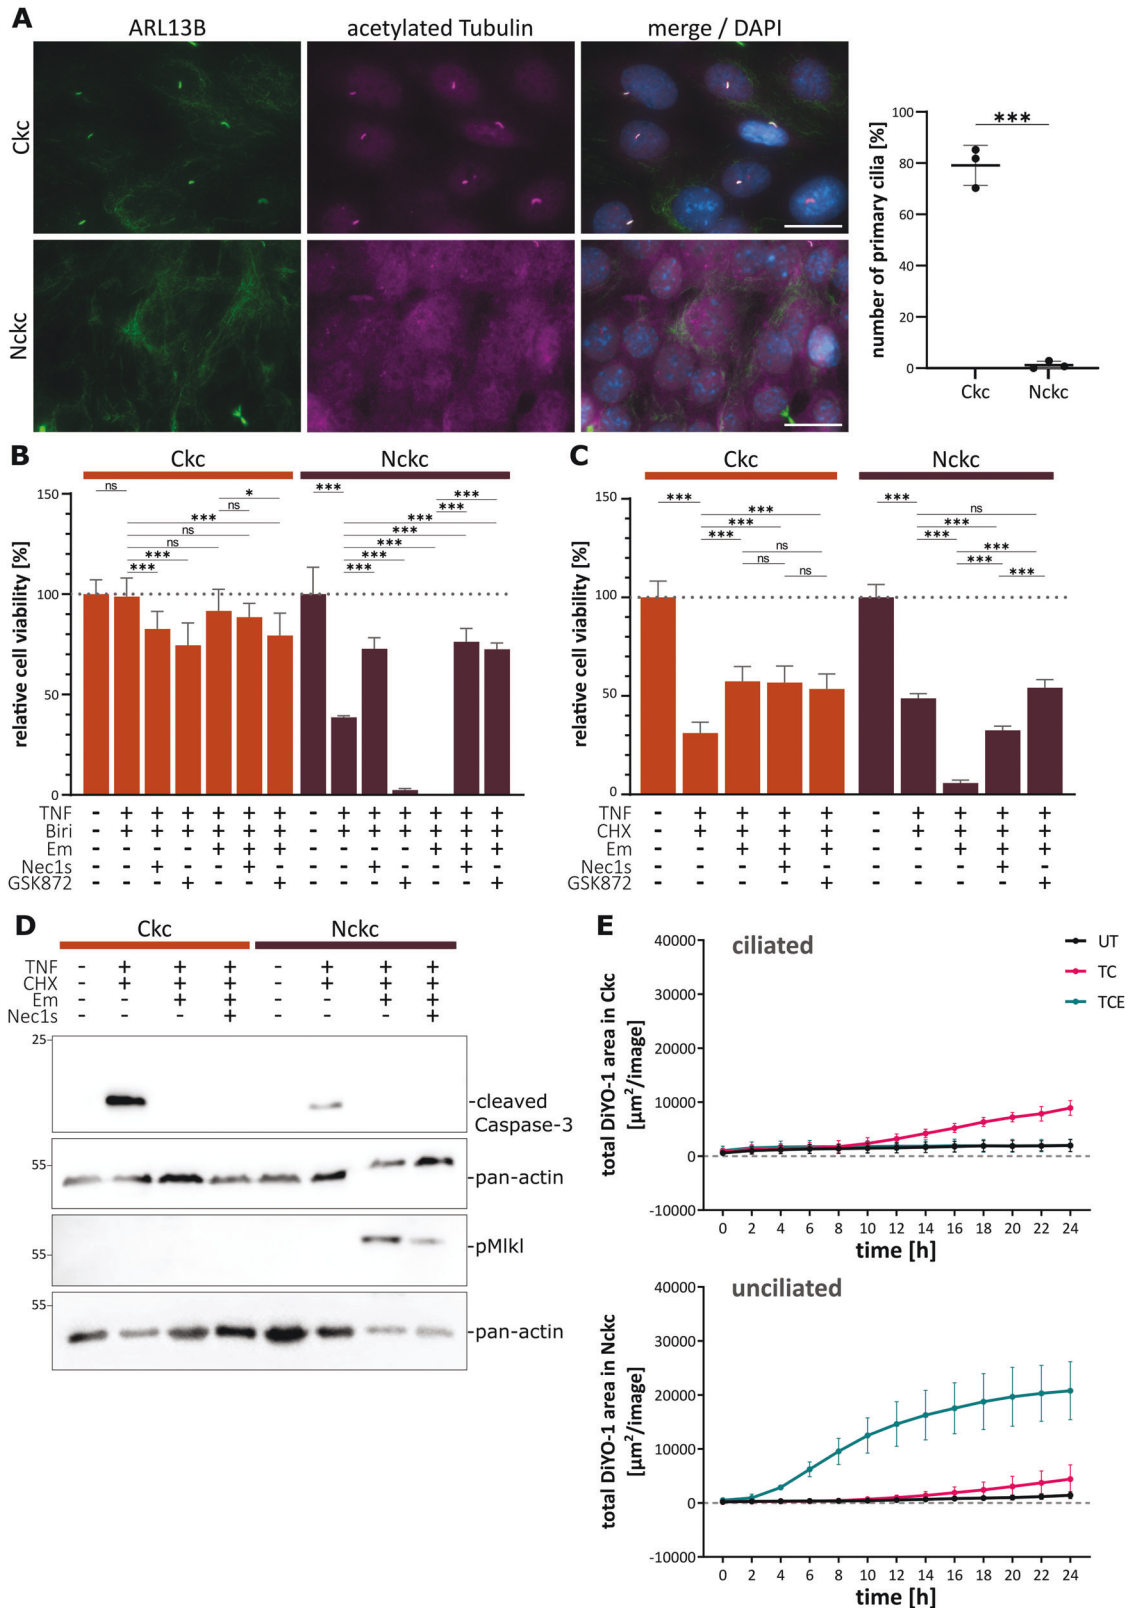 A
ARL13B
acetylated Tubulin
merge / DAPI
Ckc
Nckc
number of primary cilia [%]
100
80
60
40
20
0
***
Ckc
Nckc
B
Ckc
Nckc
relative cell viability [%]
150
100
50
0
ns
***
ns
***
***
*
ns
***
***
***
***
***
***
***
***
TNF - + + + + + + - + + + + + +
Biri - + + + + + + - + + + + + +
Em - - - - + + + - - - - + + +
Nec1s - - + - - + - - - + - - + -
GSK872 - - - + - - + - - - + - - +
C
Ckc
Nckc
relative cell viability [%]
150
100
50
0
***
***
***
***
ns
ns
ns
***
ns
***
***
***
***
***
TNF - + + + + - + + + +
CHX - + + + + - + + + +
Em - - + + + - - + + +
Nec1s - - - + - - - - + -
GSK872 - - - - + - - - - +
D
Ckc
Nckc
TNF - + + + - + + +
CHX - + + + - + + +
Em - - + + - - + +
Nec1s - - - + - - - +
25
-cleaved
Caspase-3
55
-pan-actin
55
-pMlkl
55
-pan-actin
E
ciliated
UT
TC
TCE
total DiYO-1 area in Ckc
[µm²/image]
40000
30000
20000
10000
0
-10000
0 2 4 6 8 10 12 14 16 18 20 22 24
time [h]
unciliated
total DiYO-1 area in Nckc
[µm²/image]
40000
30000
20000
10000
0
-10000
0 2 4 6 8 10 12 14 16 18 20 22 24
time [h]